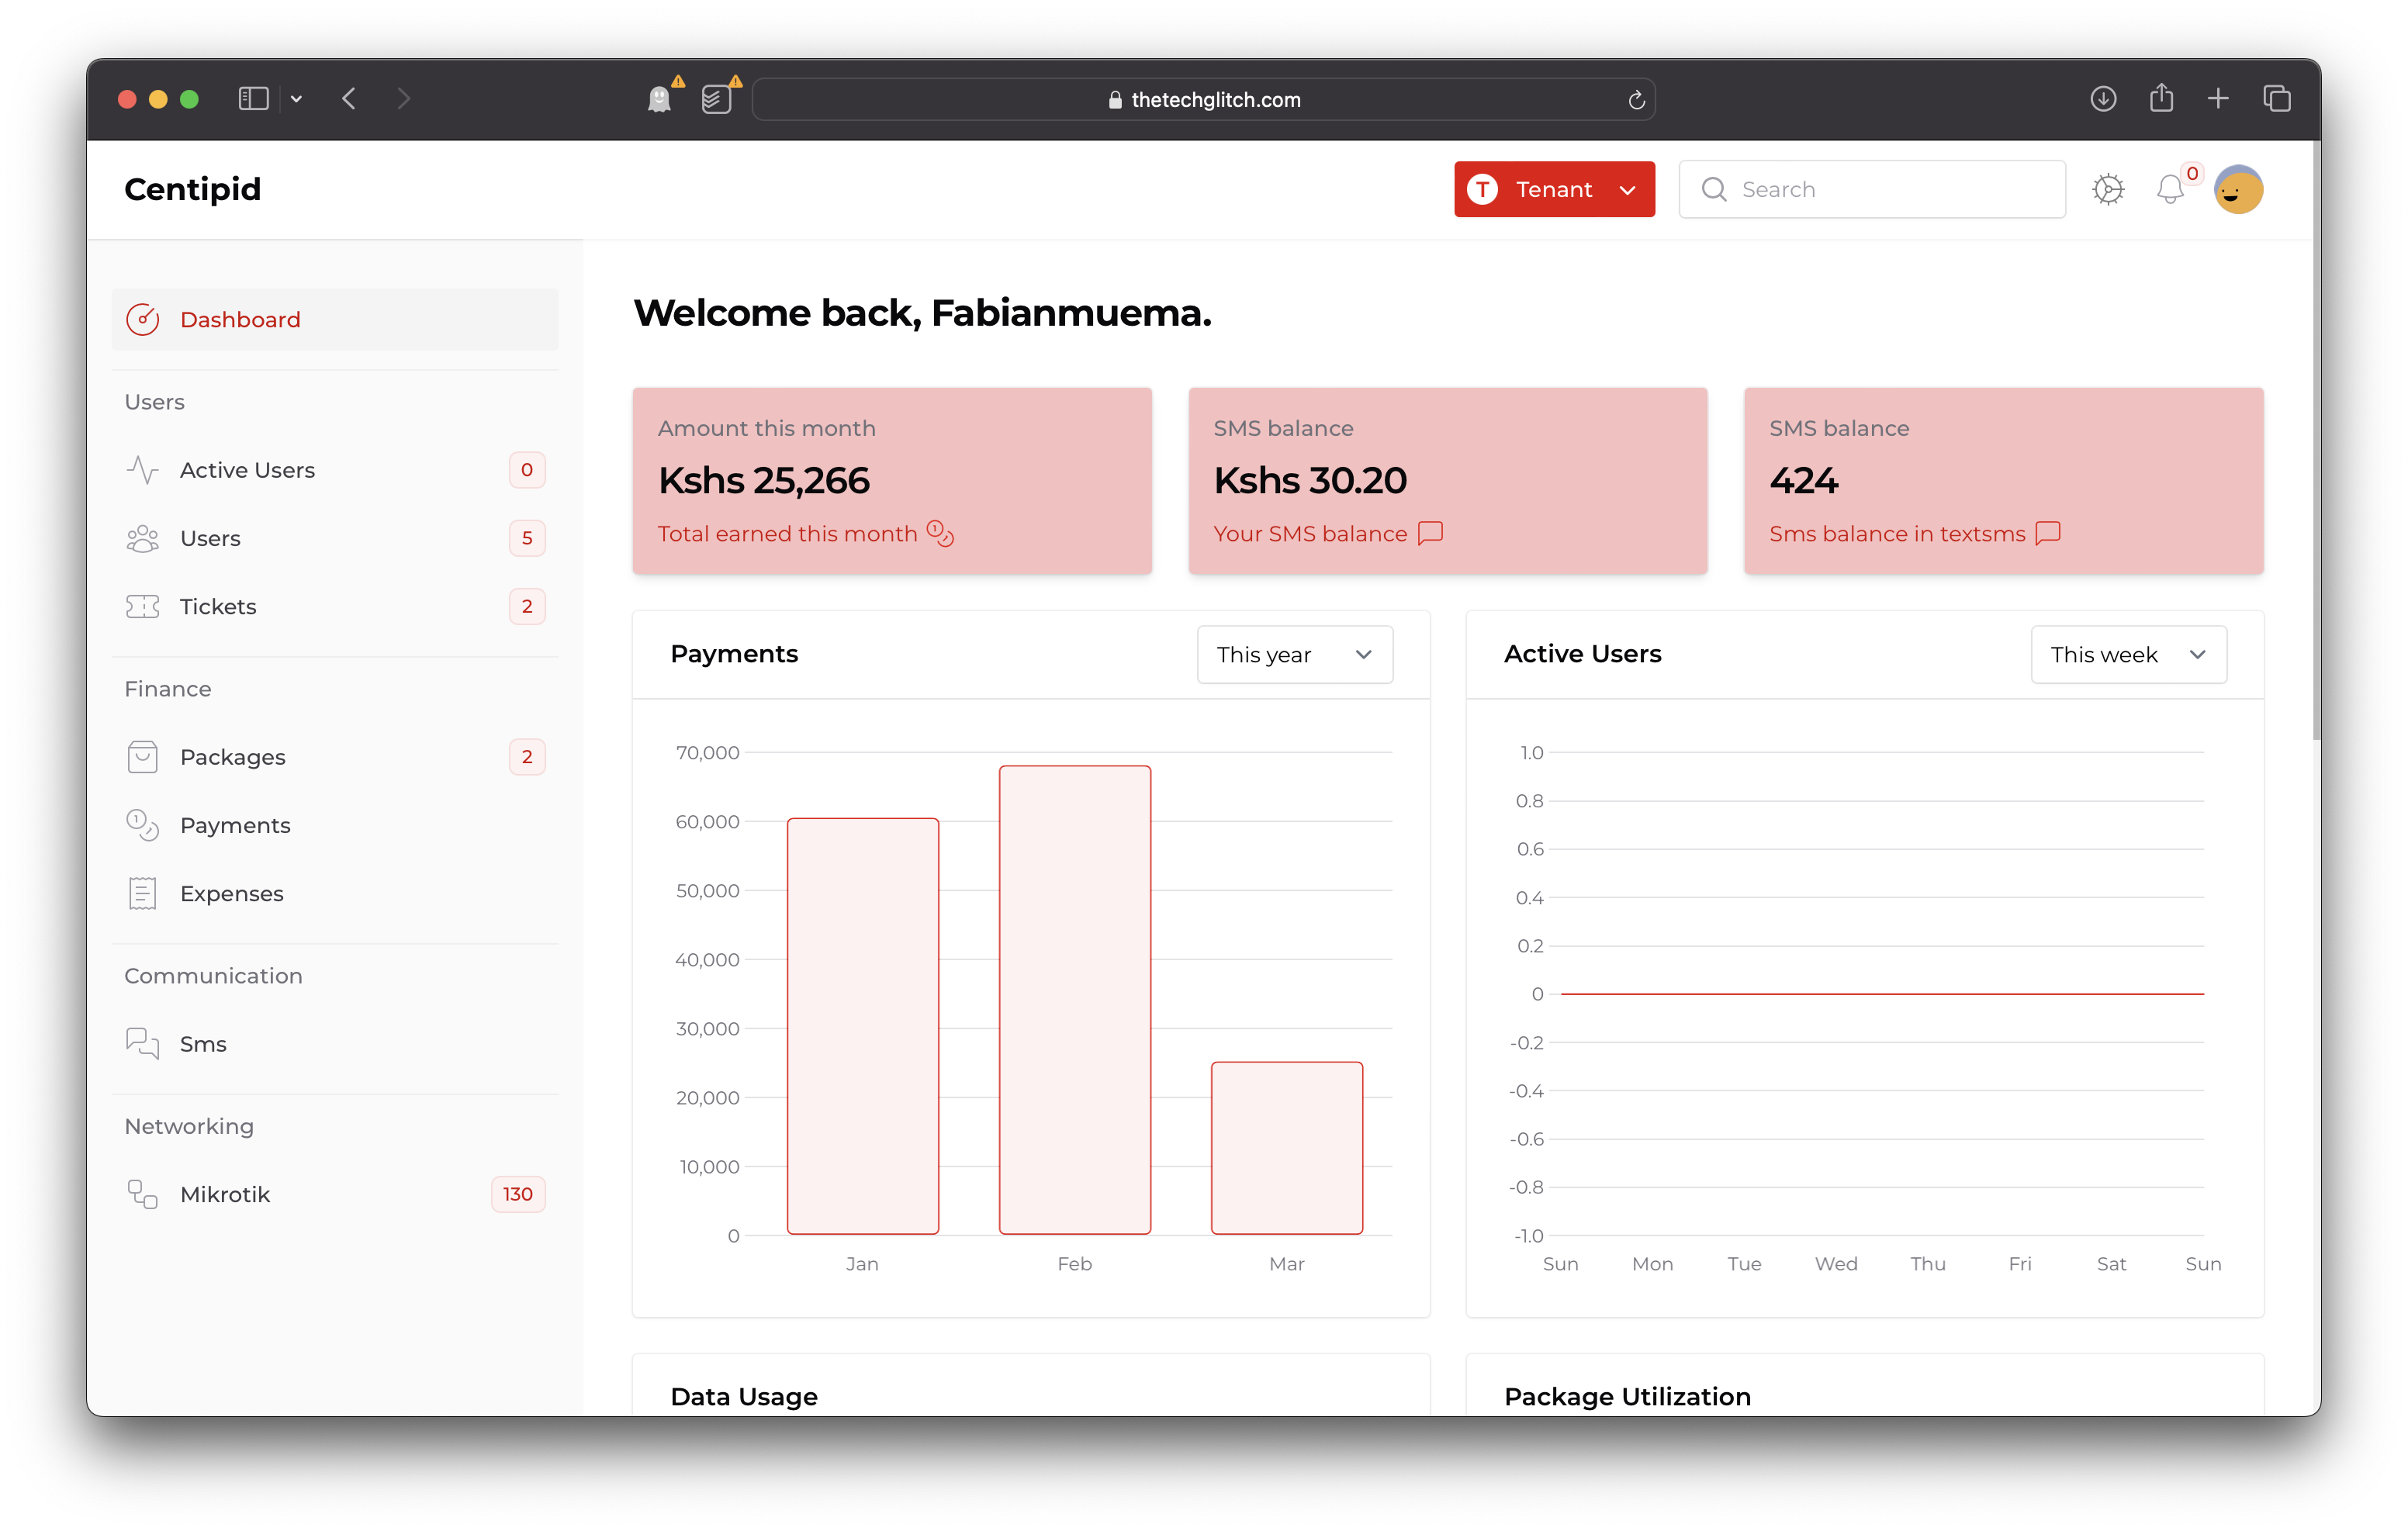 thetechglitch.com
Centipid
T Tenant
Search
0
Dashboard
Users
Active Users 0
Users 5
Tickets 2
Finance
Packages 2
Payments
Expenses
Communication
Sms
Networking
Mikrotik 130
Welcome back, Fabianmuema.
Amount this month
Kshs 25,266
Total earned this month
SMS balance
Kshs 30.20
Your SMS balance
SMS balance
424
Sms balance in textsms
Payments
This year
70,000
60,000
50,000
40,000
30,000
20,000
10,000
0
Jan Feb Mar
Active Users
This week
1.0
0.8
0.6
0.4
0.2
0
-0.2
-0.4
-0.6
-0.8
-1.0
Sun Mon Tue Wed Thu Fri Sat Sun
Data Usage
Package Utilization